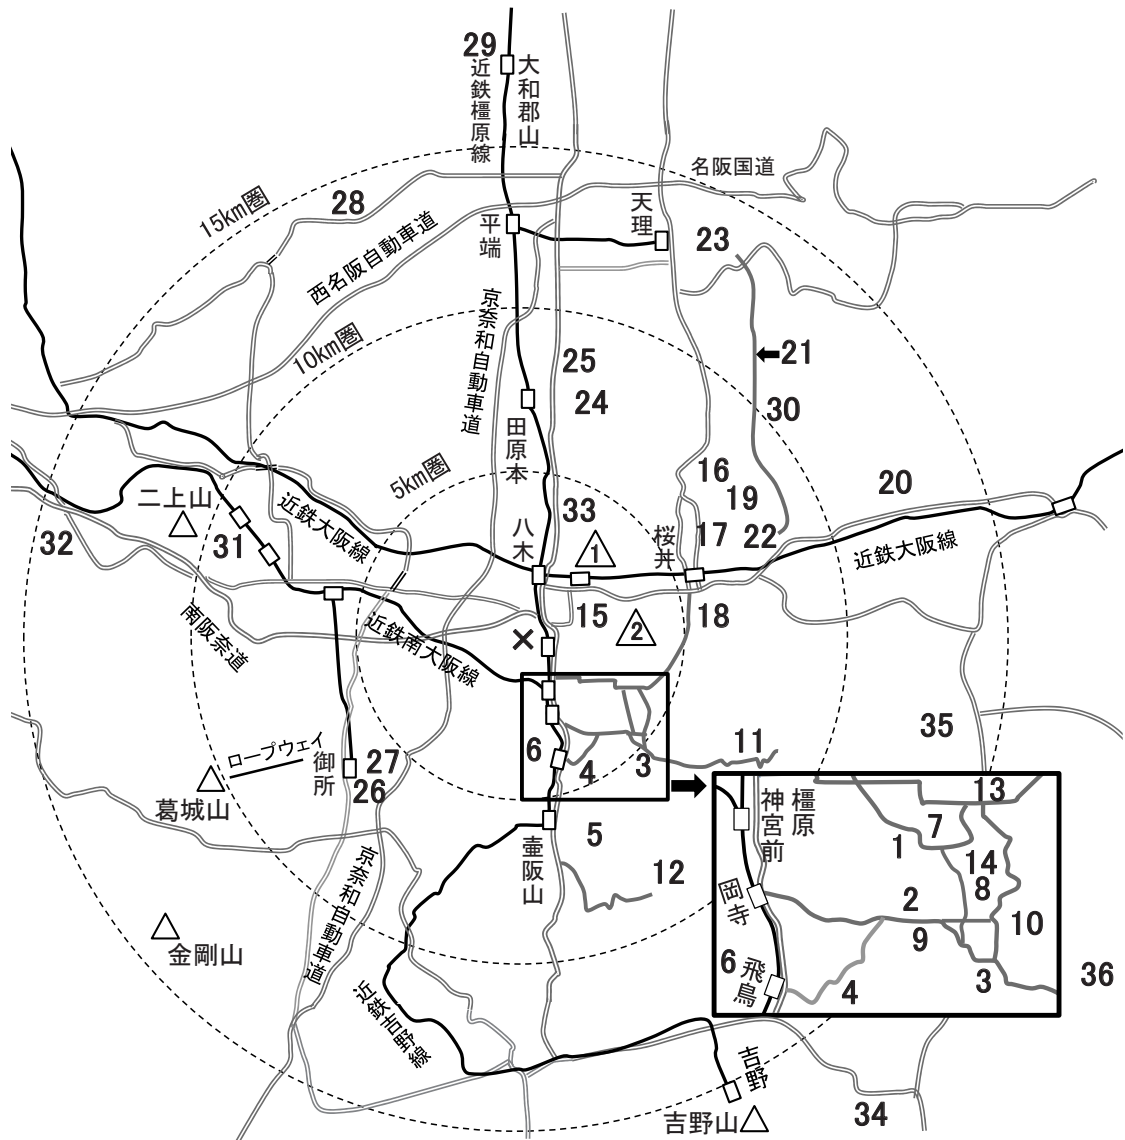 29
大和郡山
近鉄橿原線
名阪国道
15km圏
28
天理
平端
23
西名阪自動車道
京奈和自動車道
10km圏
21
25
24
30
田原本
5km圏
16
19
20
二上山
近鉄大阪線
33
八木
1
桜井
17
22
近鉄大阪線
32
31
南阪奈道
近鉄南大阪線
15
2
18
×
35
ロープウェイ
御所
27
26
葛城山
6
4
3
11
5
壷阪山
12
京奈和自動車道
金剛山
近鉄吉野線
橿原
神宮前
13
7
1
14
8
岡寺
2
9
10
6
飛鳥
4
3
36
吉野
吉野山
34